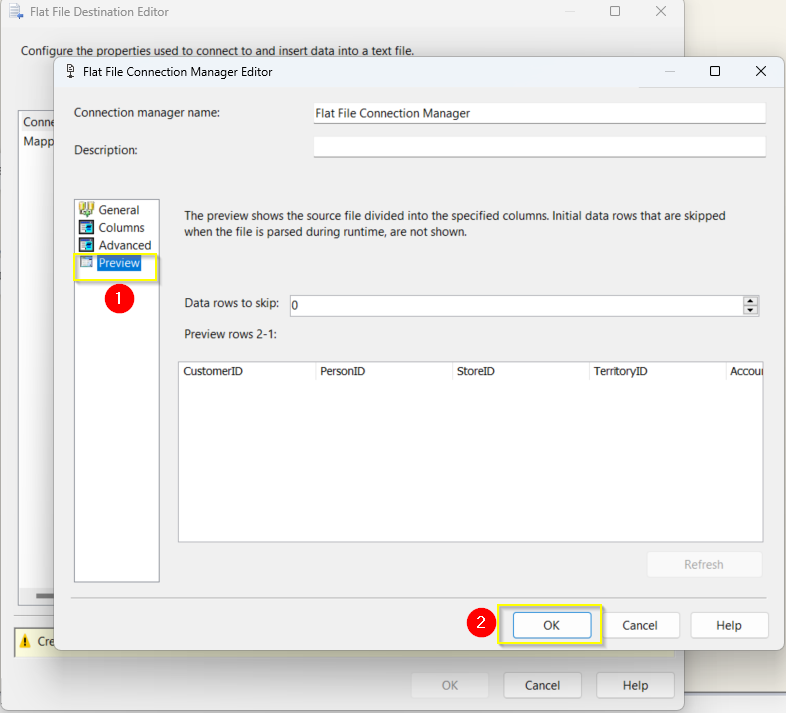 Flat File Destination Editor
Configure the properties used to connect to and insert data into a text file.
Flat File Connection Manager Editor
Conne
Mapp
Connection manager name:
Flat File Connection Manager
Description:
General
Columns
Advanced
Preview
1
The preview shows the source file divided into the specified columns. Initial data rows that are skipped
when the file is parsed during runtime, are not shown.
Data rows to skip:
0
Preview rows 2-1:
CustomerID PersonID StoreID TerritoryID Accou
Refresh
2
OK Cancel Help
Cre
OK Cancel Help